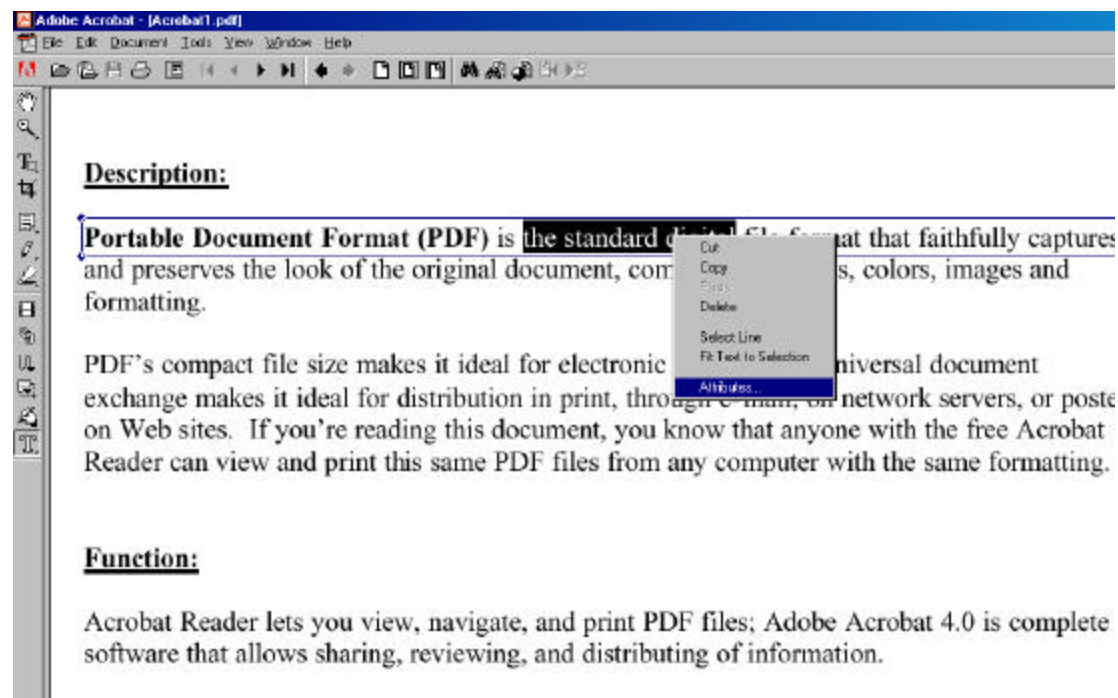 Adobe Acrobat - [Acrobat1.pdf]
File Edit Document Tools View Window Help
Description:
Portable Document Format (PDF) is the standard digital file format that faithfully captures
and preserves the look of the original document, com s, colors, images and
formatting.
Cut
Copy
Paste
Delete
Select Line
Fit Text to Selection
Attributes...
PDF's compact file size makes it ideal for electronic niversal document
exchange makes it ideal for distribution in print, through e-mail, on network servers, or poste
on Web sites. If you're reading this document, you know that anyone with the free Acrobat
Reader can view and print this same PDF files from any computer with the same formatting.
Function:
Acrobat Reader lets you view, navigate, and print PDF files; Adobe Acrobat 4.0 is complete
software that allows sharing, reviewing, and distributing of information.